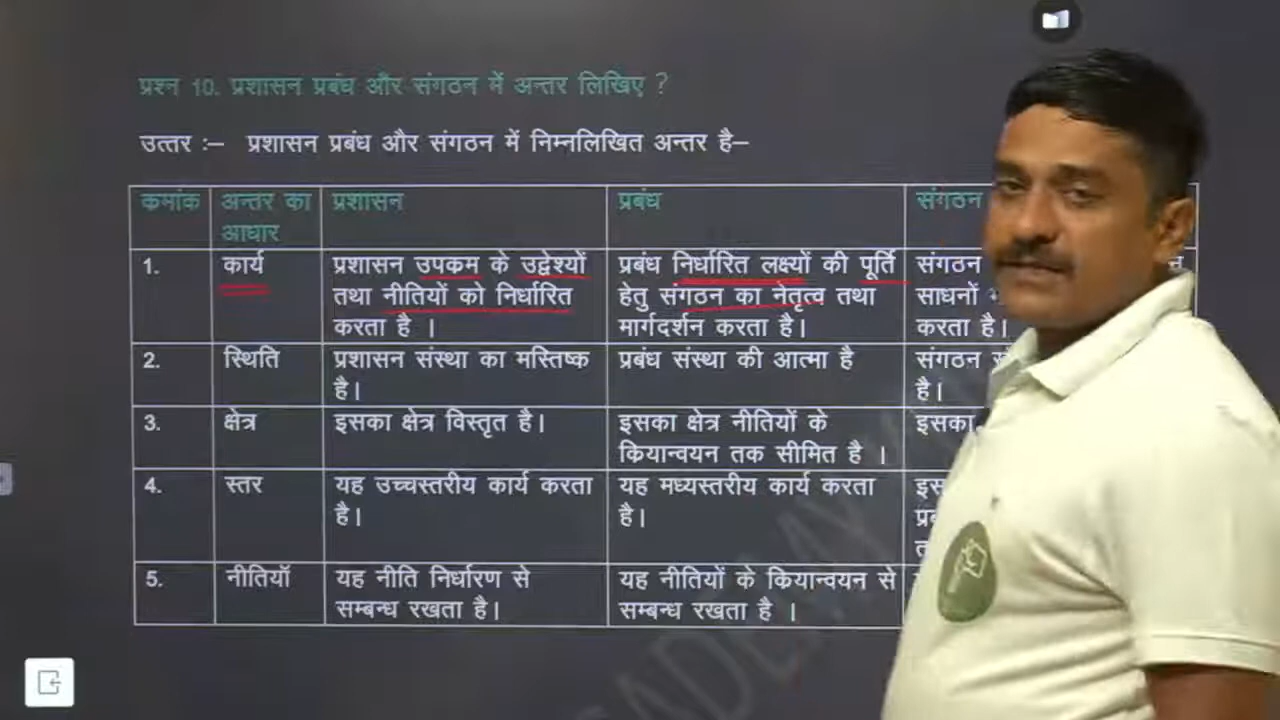 प्रश्न 10. प्रशासन प्रबंध और संगठन में अन्तर लिखिए ?
उत्तर :– प्रशासन प्रबंध और संगठन में निम्नलिखित अन्तर है–
कमांक अन्तर का आधार प्रशासन प्रबंध संगठन
1. कार्य प्रशासन उपकम के उद्वेश्यों प्रबंध निर्धारित लक्ष्यों की पूर्ति संगठन
तथा नीतियों को निर्धारित हेतु संगठन का नेतृत्व तथा साधनों
करता है । मार्गदर्शन करता है। करता है।
2. स्थिति प्रशासन संस्था का मस्तिष्क प्रबंध संस्था की आत्मा है संगठन
है। है।
3. क्षेत्र इसका क्षेत्र विस्तृत है। इसका क्षेत्र नीतियों के इसका
कियान्वयन तक सीमित है ।
4. स्तर यह उच्चस्तरीय कार्य करता यह मध्यस्तरीय कार्य करता
है। है।
5. नीतियॉ यह नीति निर्धारण से यह नीतियों के कियान्वयन से
सम्बन्ध रखता है। सम्बन्ध रखता है ।